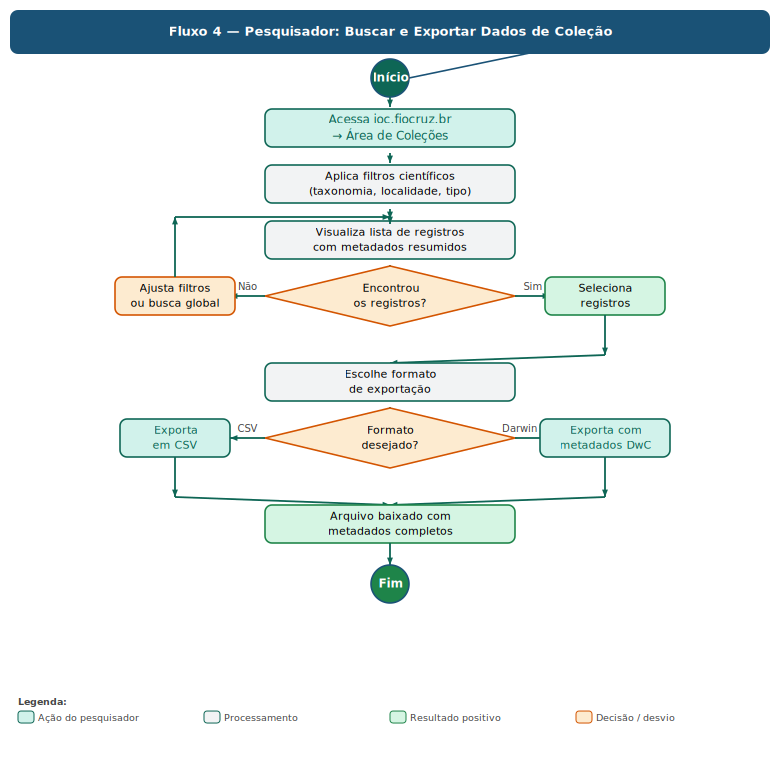 Fluxo 4 — Pesquisador: Buscar e Exportar Dados de Coleção
Início
Acessa ioc.fiocruz.br
→ Área de Coleções
Aplica filtros científicos
(taxonomia, localidade, tipo)
Visualiza lista de registros
com metadados resumidos
Ajusta filtros
ou busca global
Não
Encontrou
os registros?
Sim
Seleciona
registros
Escolhe formato
de exportação
Exporta
em CSV
CSV
Formato
desejado?
Darwin
Exporta com
metadados DwC
Arquivo baixado com
metadados completos
Fim
Legenda:
Ação do pesquisador
Processamento
Resultado positivo
Decisão / desvio